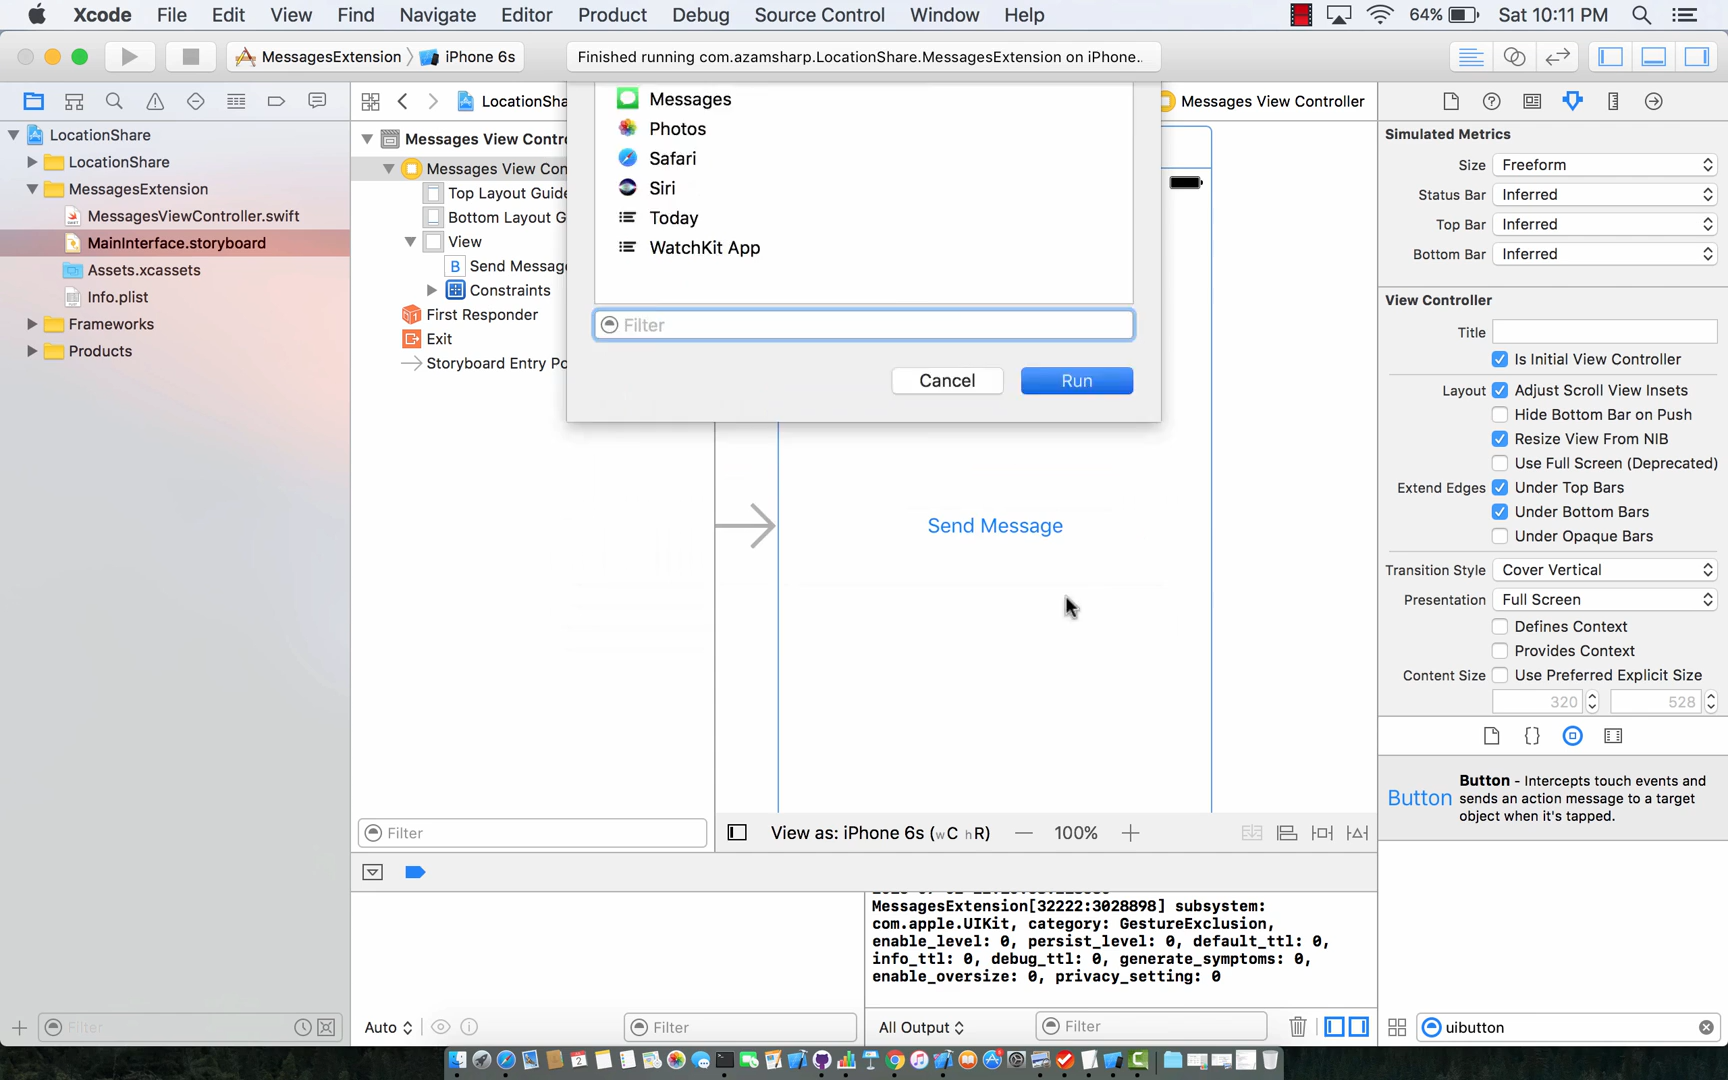 Xcode File Edit View Find Navigate Editor Product Debug Source Control Window Help 64% Sat 10:11 PM
MessagesExtension iPhone 6s Finished running com.azamsharp.LocationShare.MessagesExtension on iPhone..
LocationSha Messages View Controller
LocationShare
LocationShare
MessagesExtension
MessagesViewController.swift
MainInterface.storyboard
Assets.xcassets
Info.plist
Frameworks
Products
Filter
Messages View Contro
Messages View Con
Top Layout Guide
Bottom Layout G
View
B Send Message
Constraints
First Responder
Exit
Storyboard Entry Po
Filter
Messages
Photos
Safari
Siri
Today
WatchKit App
Filter
Cancel Run
Send Message
View as: iPhone 6s (wC hR) 100%
MessagesExtension[32222:3028898] subsystem:
com.apple.UIKit, category: GestureExclusion,
enable_level: 0, persist_level: 0, default_ttl: 0,
info_ttl: 0, debug_ttl: 0, generate_symptoms: 0,
enable_oversize: 0, privacy_setting: 0
Auto Filter All Output Filter
Simulated Metrics
Size Freeform
Status Bar Inferred
Top Bar Inferred
Bottom Bar Inferred
View Controller
Title
Is Initial View Controller
Layout Adjust Scroll View Insets
Hide Bottom Bar on Push
Resize View From NIB
Use Full Screen (Deprecated)
Extend Edges Under Top Bars
Under Bottom Bars
Under Opaque Bars
Transition Style Cover Vertical
Presentation Full Screen
Defines Context
Provides Context
Content Size Use Preferred Explicit Size
320 528
Button Button - Intercepts touch events and
sends an action message to a target
object when it's tapped.
uibutton